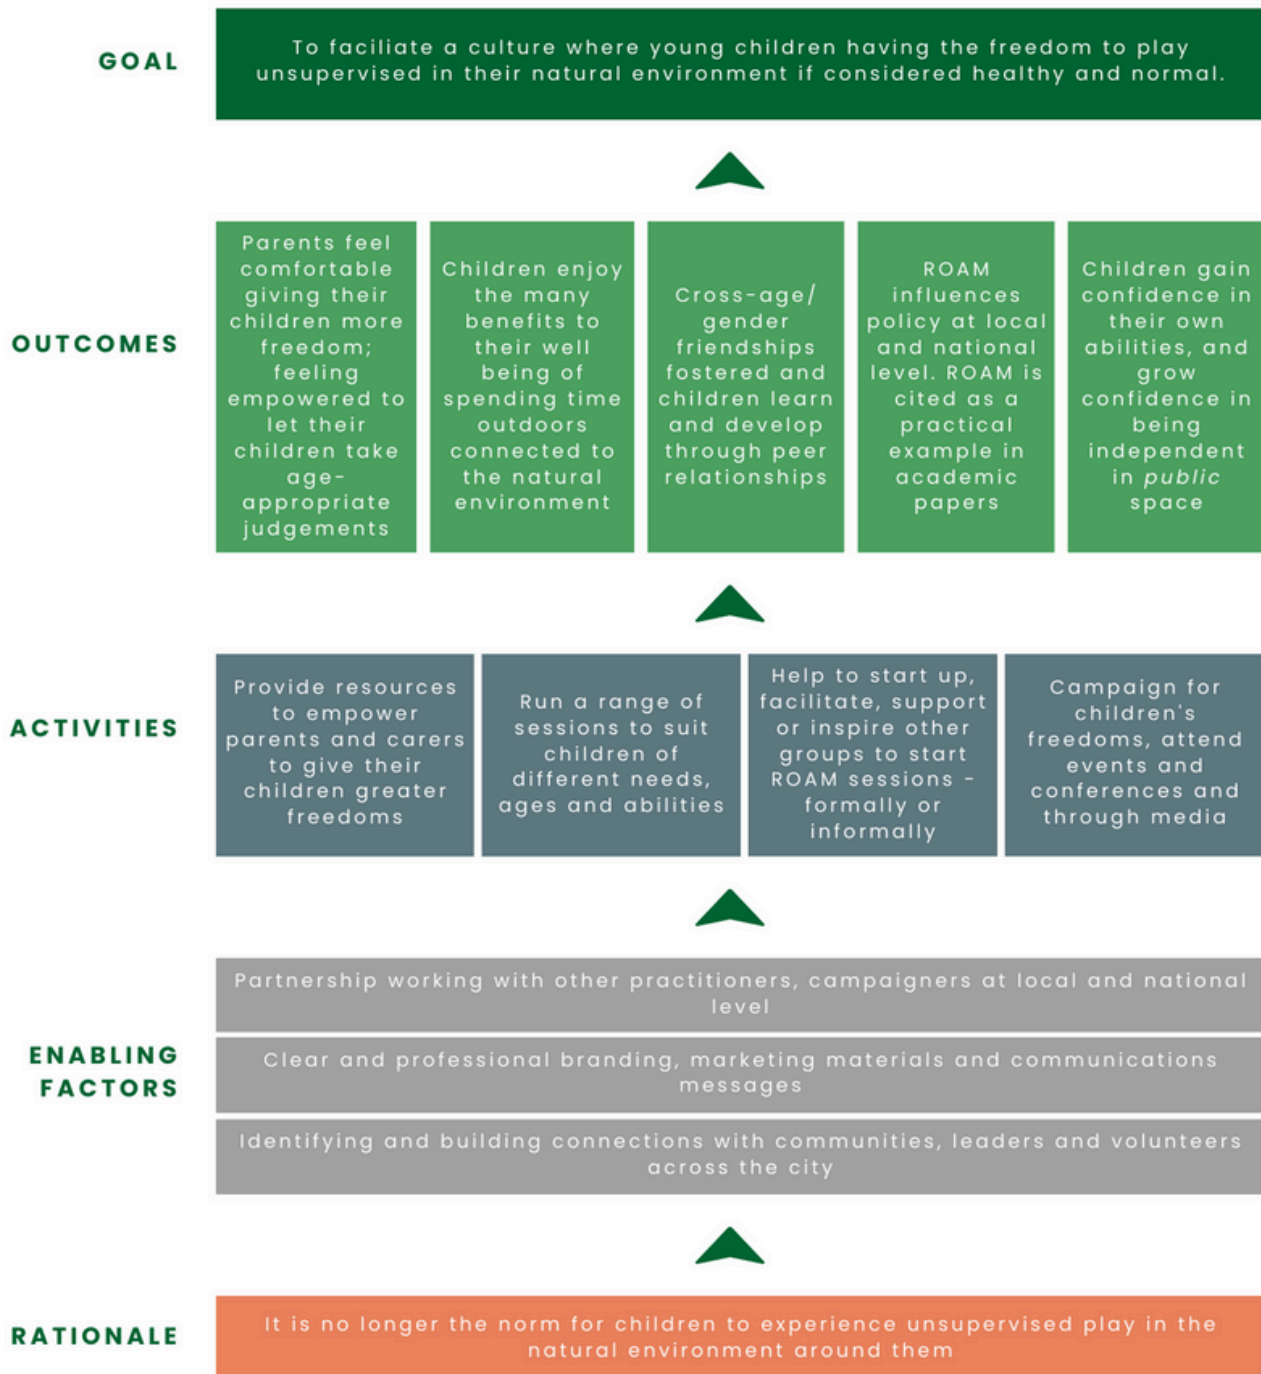 GOAL
To faciliate a culture where young children having the freedom to play
unsupervised in their natural environment if considered healthy and normal.
OUTCOMES
Parents feel
comfortable
giving their
children more
freedom;
feeling
empowered to
let their
children take
age-
appropriate
judgements
Children enjoy
the many
benefits to
their well
being of
spending time
outdoors
connected to
the natural
environment
Cross-age/
gender
friendships
fostered and
children learn
and develop
through peer
relationships
ROAM
influences
policy at local
and national
level. ROAM is
cited as a
practical
example in
academic
papers
Children gain
confidence in
their own
abilities, and
grow
confidence in
being
independent
in public
space
ACTIVITIES
Provide resources
to empower
parents and carers
to give their
children greater
freedoms
Run a range of
sessions to suit
children of
different needs,
ages and abilities
Help to start up,
facilitate, support
or inspire other
groups to start
ROAM sessions -
formally or
informally
Campaign for
children's
freedoms, attend
events and
conferences and
through media
ENABLING
FACTORS
Partnership working with other practitioners, campaigners at local and national
level
Clear and professional branding, marketing materials and communications
messages
Identifying and building connections with communities, leaders and volunteers
across the city
RATIONALE
It is no longer the norm for children to experience unsupervised play in the
natural environment around them